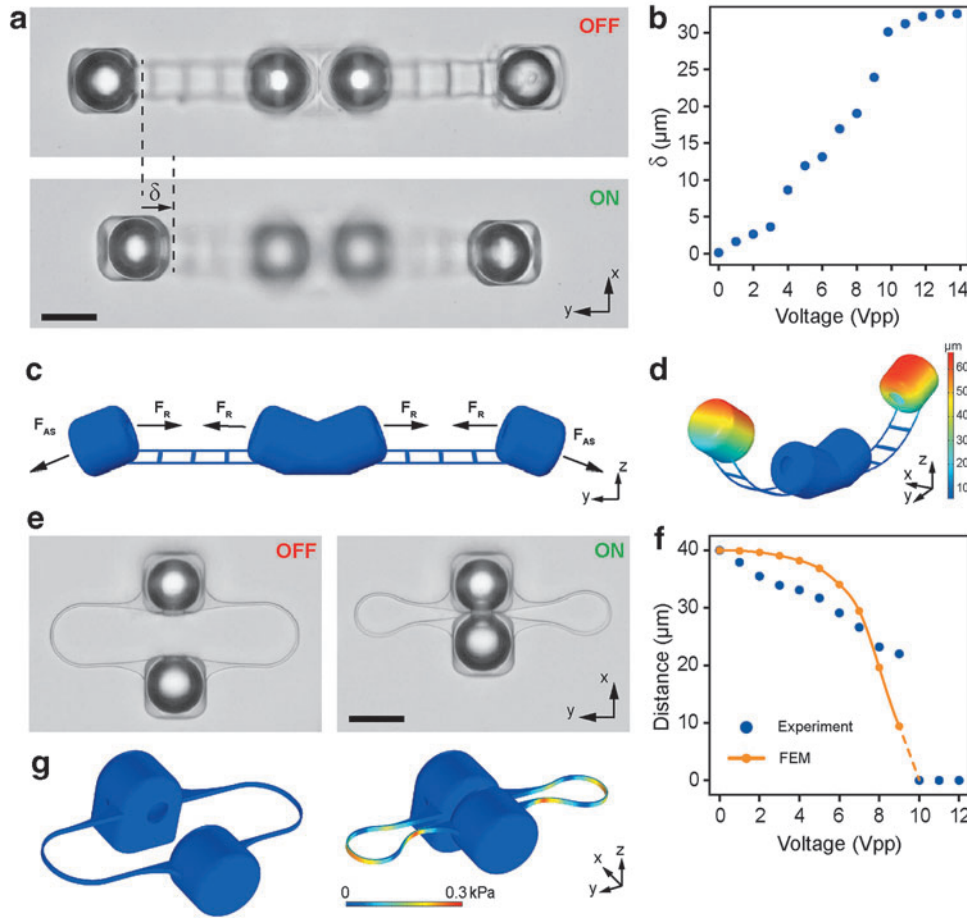 a
OFF
δ
ON
x
y
b
δ (µm)
30
25
20
15
10
5
0
0 2 4 6 8 10 12 14
Voltage (Vpp)
c
F_AS
F_R
F_R
F_R
F_R
F_AS
z
y
d
µm
60
50
40
30
20
10
z
x
y
e
OFF
ON
x
y
f
Distance (µm)
40
30
20
10
0
Experiment
FEM
0 2 4 6 8 10 12
Voltage (Vpp)
g
0 0.3 kPa
z
x
y